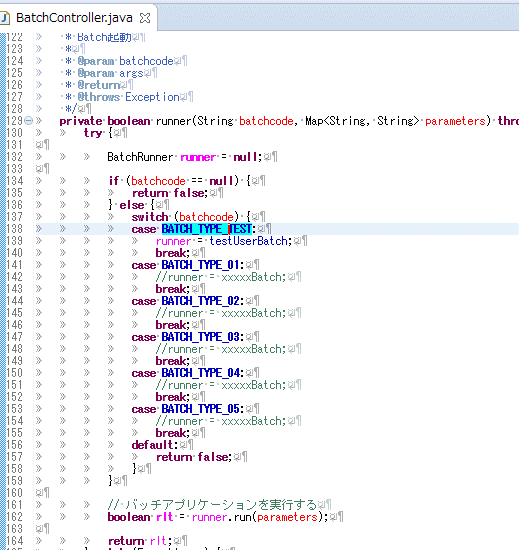 BatchController.java
122 * Batch起動
123 *
124 * @param batchcode
125 * @param args
126 * @return
127 * @throws Exception
128 */
129 private boolean runner(String batchcode, Map<String, String> parameters) thro
130 try {
131
132 BatchRunner runner = null;
133
134 if (batchcode == null) {
135 return false;
136 } else {
137 switch (batchcode) {
138 case BATCH_TYPE_TEST:
139 runner = testUserBatch;
140 break;
141 case BATCH_TYPE_01:
142 //runner = xxxxxBatch;
143 break;
144 case BATCH_TYPE_02:
145 //runner = xxxxxBatch;
146 break;
147 case BATCH_TYPE_03:
148 //runner = xxxxxBatch;
149 break;
150 case BATCH_TYPE_04:
151 //runner = xxxxxBatch;
152 break;
153 case BATCH_TYPE_05:
154 //runner = xxxxxBatch;
155 break;
156 default:
157 return false;
158 }
159 }
160
161 // バッチアプリケーションを実行する
162 boolean rlt = runner.run(parameters);
163
164 return rlt;